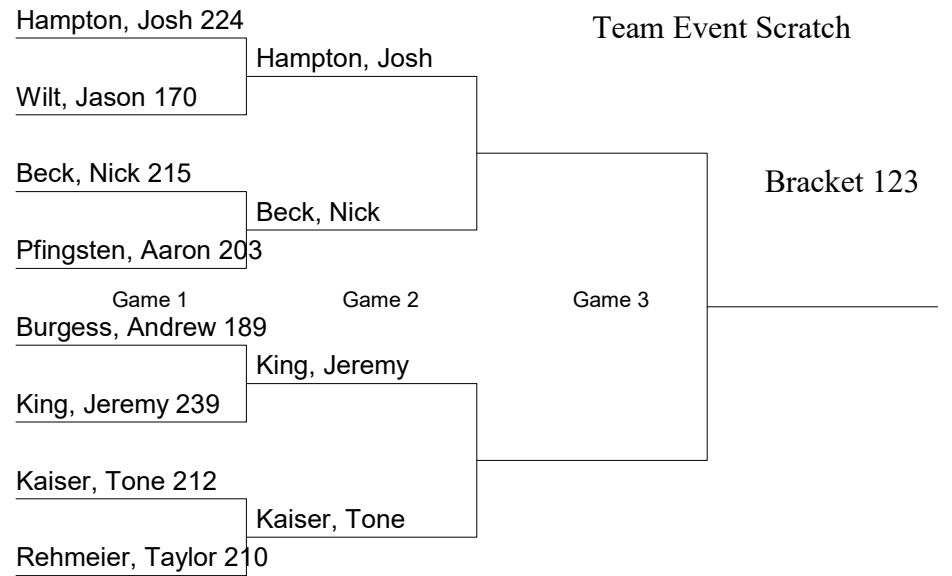 Team Event Scratch
Bracket 123
Hampton, Josh 224
Wilt, Jason 170
Beck, Nick 215
Pfingsten, Aaron 203
Game 1
Burgess, Andrew 189
King, Jeremy 239
Kaiser, Tone 212
Rehmeier, Taylor 210
Hampton, Josh
Beck, Nick
Game 2
King, Jeremy
Kaiser, Tone
Game 3